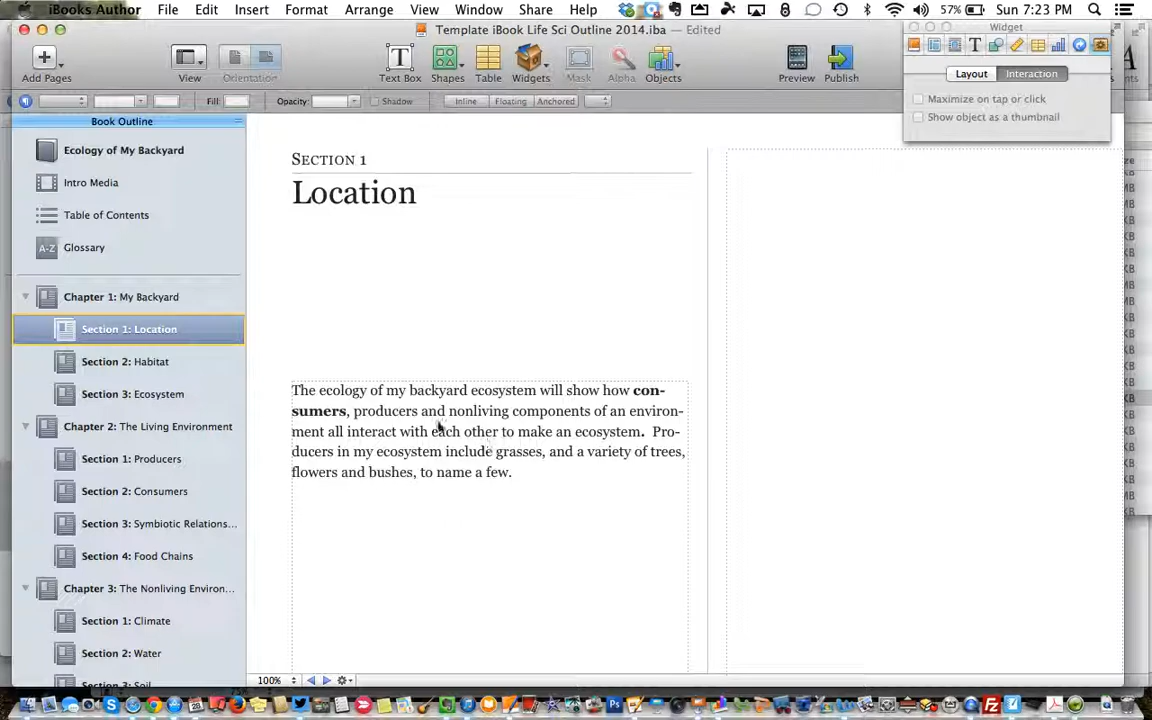 iBooks Author File Edit Insert Format Arrange View Window Share Help 57% Sun 7:23 PM
Template iBook Life Sci Outline 2014.iba — Edited
Widget
Add Pages View Orientation Text Box Shapes Table Widgets Mask Alpha Objects Preview Publish
Layout Interaction
Maximize on tap or click
Show object as a thumbnail
Fill: Opacity: Shadow Inline Floating Anchored
Book Outline
Ecology of My Backyard
Intro Media
Table of Contents
A-Z Glossary
Chapter 1: My Backyard
Section 1: Location
Section 2: Habitat
Section 3: Ecosystem
Chapter 2: The Living Environment
Section 1: Producers
Section 2: Consumers
Section 3: Symbiotic Relations...
Section 4: Food Chains
Chapter 3: The Nonliving Environ...
Section 1: Climate
Section 2: Water
Section 3: Soil
SECTION 1
Location
The ecology of my backyard ecosystem will show how con-
sumers, producers and nonliving components of an environ-
ment all interact with each other to make an ecosystem. Pro-
ducers in my ecosystem include grasses, and a variety of trees,
flowers and bushes, to name a few.
100%